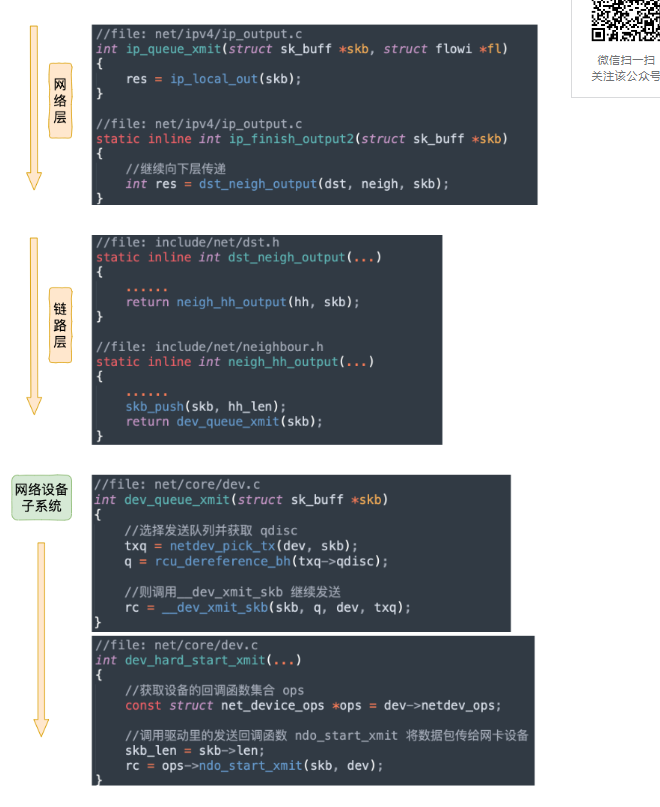 微信扫一扫
关注该公众号
网络层
//file: net/ipv4/ip_output.c
int ip_queue_xmit(struct sk_buff *skb, struct flowi *fl)
{
    res = ip_local_out(skb);
}
//file: net/ipv4/ip_output.c
static inline int ip_finish_output2(struct sk_buff *skb)
{
    //继续向下层传递
    int res = dst_neigh_output(dst, neigh, skb);
}
链路层
//file: include/net/dst.h
static inline int dst_neigh_output(...)
{
    ......
    return neigh_hh_output(hh, skb);
}
//file: include/net/neighbour.h
static inline int neigh_hh_output(...)
{
    ......
    skb_push(skb, hh_len);
    return dev_queue_xmit(skb);
}
网络设备
子系统
//file: net/core/dev.c
int dev_queue_xmit(struct sk_buff *skb)
{
    //选择发送队列并获取 qdisc
    txq = netdev_pick_tx(dev, skb);
    q = rcu_dereference_bh(txq->qdisc);
    //则调用__dev_xmit_skb 继续发送
    rc = __dev_xmit_skb(skb, q, dev, txq);
}
//file: net/core/dev.c
int dev_hard_start_xmit(...)
{
    //获取设备的回调函数集合 ops
    const struct net_device_ops *ops = dev->netdev_ops;
    //调用驱动里的发送回调函数 ndo_start_xmit 将数据包传给网卡设备
    skb_len = skb->len;
    rc = ops->ndo_start_xmit(skb, dev);
}